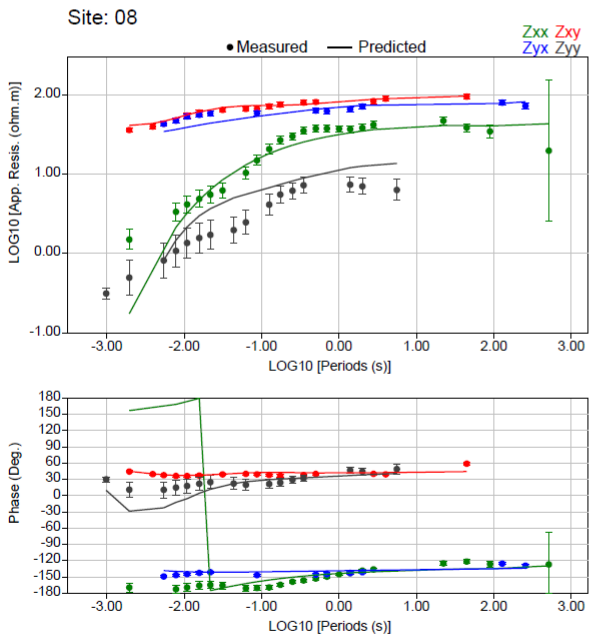 Site: 08
Zxx Zxy
Measured Predicted Zyx Zyy
2.00
1.00
0.00
-1.00
LOG10 [App. Resis. (ohm.m)]
-3.00 -2.00 -1.00 0.00 1.00 2.00 3.00
LOG10 [Periods (s)]
180
150
120
90
60
30
0
-30
-60
-90
-120
-150
-180
Phase (Deg.)
-3.00 -2.00 -1.00 0.00 1.00 2.00 3.00
LOG10 [Periods (s)]